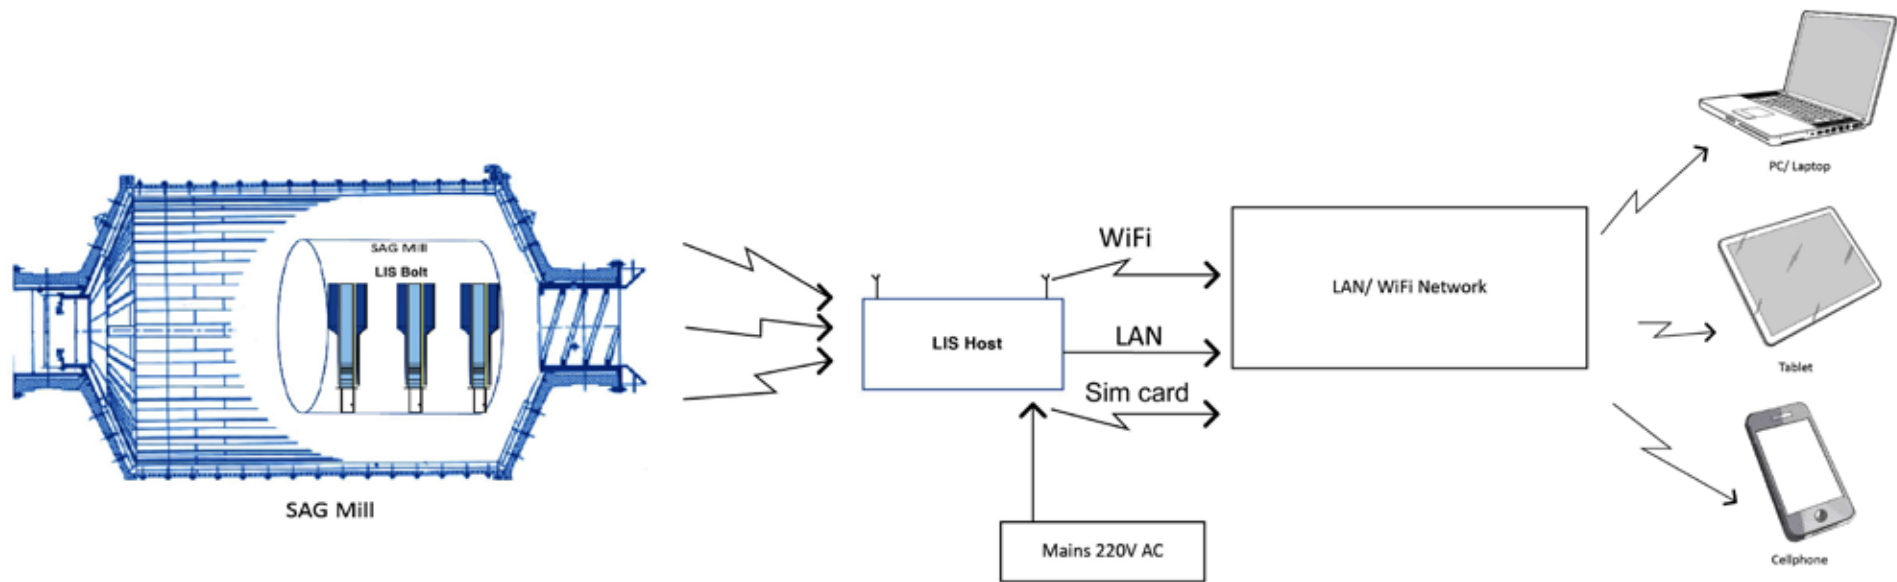 SAG Mill
LIS Bolt
SAG Mill
LIS Host
WiFi
LAN
Sim card
Mains 220V AC
LAN/ WiFi Network
PC/ Laptop
Tablet
Cellphone